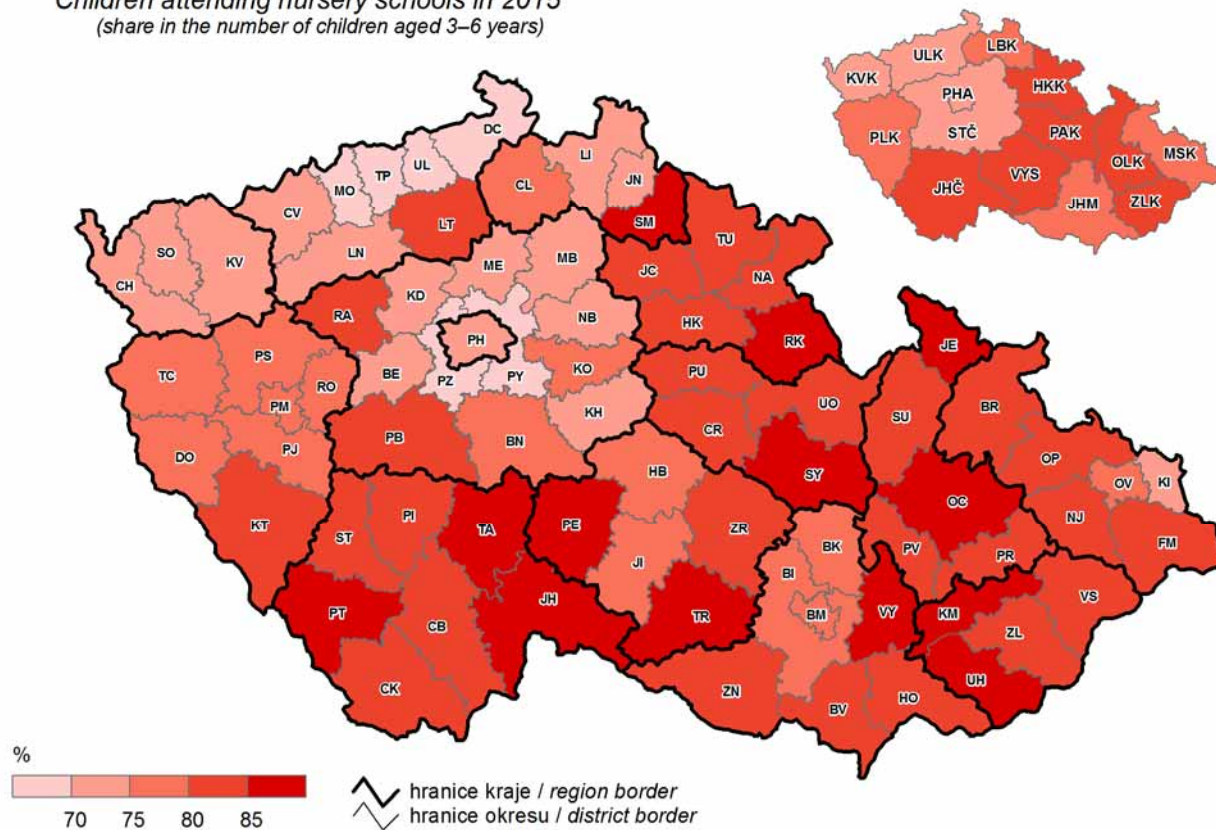 Children attending nursery schools in 2015
(share in the number of children aged 3–6 years)
ULK
LBK
KVK
HKK
PHA
PLK
STČ
PAK
MSK
OLK
VYS
JHČ
ZLK
JHM
DC
LI
UL
TP
JN
MO
CL
CV
LT
SM
TU
SO
LN
ME
MB
KV
JC
NA
CH
KD
RA
NB
HK
PH
RK
JE
PS
KO
PU
TC
BE
PY
RO
PZ
UO
BR
PM
KH
SU
CR
PB
BN
PJ
DO
OP
HB
SY
OC
OV
KI
PI
TA
PE
NJ
KT
ZR
ST
FM
BK
PV
PR
JI
BI
VS
JH
PT
TR
BM
VY
KM
CB
ZL
UH
CK
ZN
HO
BV
%
70 75 80 85
hranice kraje / region border
hranice okresu / district border